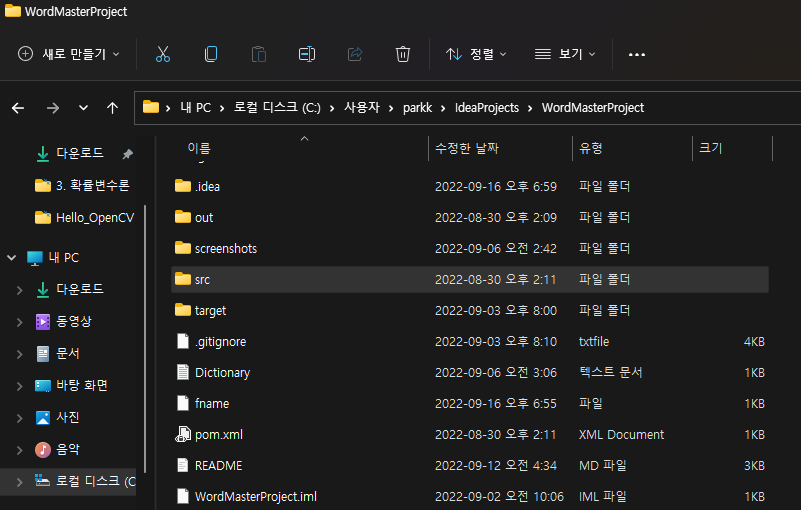 WordMasterProject
새로 만들기 정렬 보기
내 PC 로컬 디스크 (C:) 사용자 parkk IdeaProjects WordMasterProject
이름 수정한 날짜 유형 크기
다운로드
3. 확률변수론
Hello_OpenCV
내 PC
다운로드
동영상
문서
바탕 화면
사진
음악
로컬 디스크 (C
.idea 2022-09-16 오후 6:59 파일 폴더
out 2022-08-30 오후 2:09 파일 폴더
screenshots 2022-09-06 오전 2:42 파일 폴더
src 2022-08-30 오후 2:11 파일 폴더
target 2022-09-03 오후 8:00 파일 폴더
.gitignore 2022-09-03 오후 8:10 txtfile 4KB
Dictionary 2022-09-06 오전 3:06 텍스트 문서 1KB
fname 2022-09-16 오후 6:55 파일 1KB
pom.xml 2022-08-30 오후 2:11 XML Document 1KB
README 2022-09-12 오전 4:34 MD 파일 3KB
WordMasterProject.iml 2022-09-02 오전 10:06 IML 파일 1KB